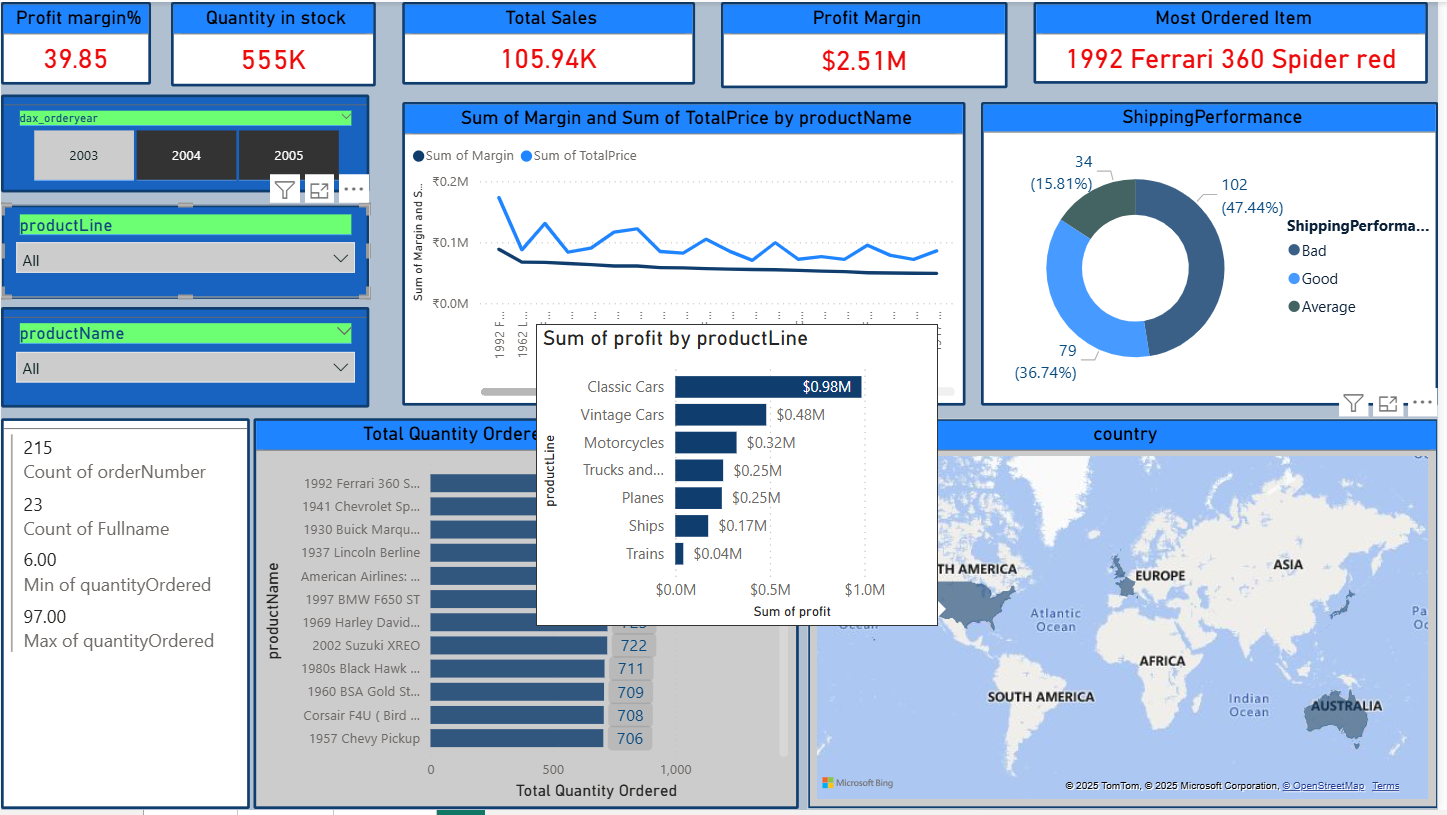 Profit margin%
39.85
Quantity in stock
555K
Total Sales
105.94K
Profit Margin
$2.51M
Most Ordered Item
1992 Ferrari 360 Spider red
dax_orderyear
2003
2004
2005
productLine
All
productName
All
Sum of Margin and Sum of TotalPrice by productName
Sum of Margin
Sum of TotalPrice
Sum of Margin and S...
₹0.2M
₹0.1M
₹0.0M
1992 F...
1962 L...
ShippingPerformance
34
(15.81%)
102
(47.44%)
79
(36.74%)
ShippingPerforma...
Bad
Good
Average
Sum of profit by productLine
productLine
Classic Cars
$0.98M
Vintage Cars
$0.48M
Motorcycles
$0.32M
Trucks and...
$0.25M
Planes
$0.25M
Ships
$0.17M
Trains
$0.04M
$0.0M
$0.5M
$1.0M
Sum of profit
215
Count of orderNumber
23
Count of Fullname
6.00
Min of quantityOrdered
97.00
Max of quantityOrdered
Total Quantity Ordere
productName
1992 Ferrari 360 S...
1941 Chevrolet Sp...
1930 Buick Marqu...
1937 Lincoln Berline
American Airlines: ...
1997 BMW F650 ST
1969 Harley David...
2002 Suzuki XREO
722
1980s Black Hawk ...
711
1960 BSA Gold St...
709
Corsair F4U ( Bird ...
708
1957 Chevy Pickup
706
0
500
1,000
Total Quantity Ordered
country
TH AMERICA
EUROPE
ASIA
Atlantic
Ocean
Ocean
Pa
Oc
AFRICA
SOUTH AMERICA
Indian
Ocean
AUSTRALIA
Microsoft Bing
© 2025 TomTom, © 2025 Microsoft Corporation, © OpenStreetMap Terms